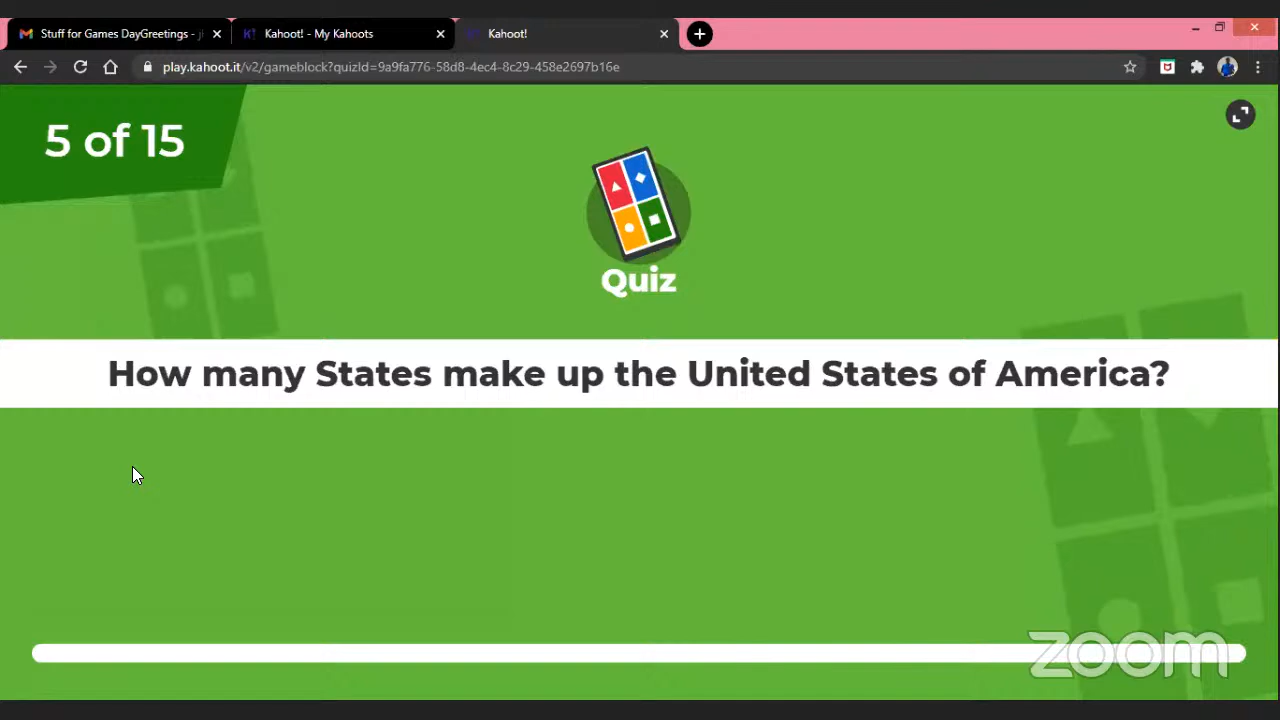 Stuff for Games DayGreetings -
Kahoot! - My Kahoots
Kahoot!
play.kahoot.it/v2/gameblock?quizId=9a9fa776-58d8-4ec4-8c29-458e2697b16e
5 of 15
Quiz
How many States make up the United States of America?
zoom